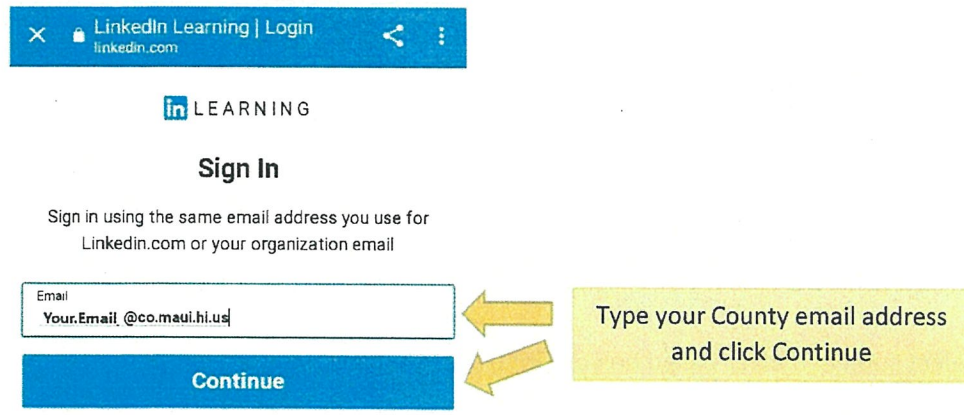 LinkedIn Learning | Login
linkedin.com
in LEARNING
Sign In
Sign in using the same email address you use for
Linkedin.com or your organization email
Email
Your.Email_@co.maui.hi.us
Continue
Type your County email address
and click Continue